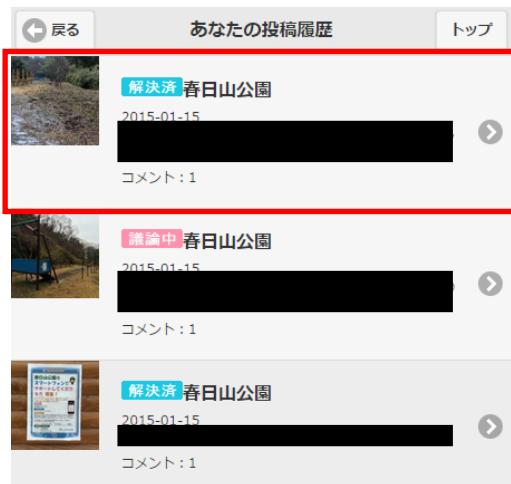 戻る
あなたの投稿履歴
トップ
解決済 春日山公園
2015-01-15
コメント：1
議論中 春日山公園
2015-01-15
コメント：1
解決済 春日山公園
2015-01-15
コメント：1